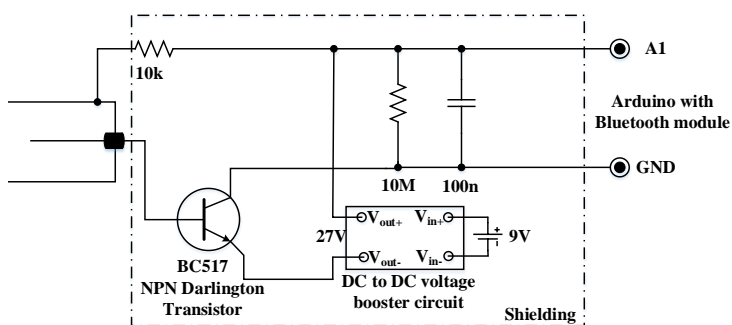 10k
A1
Arduino with
Bluetooth module
GND
10M
100n
27V
Vout+
Vin+
9V
Vout-
Vin-
BC517
NPN Darlington
Transistor
DC to DC voltage
booster circuit
Shielding